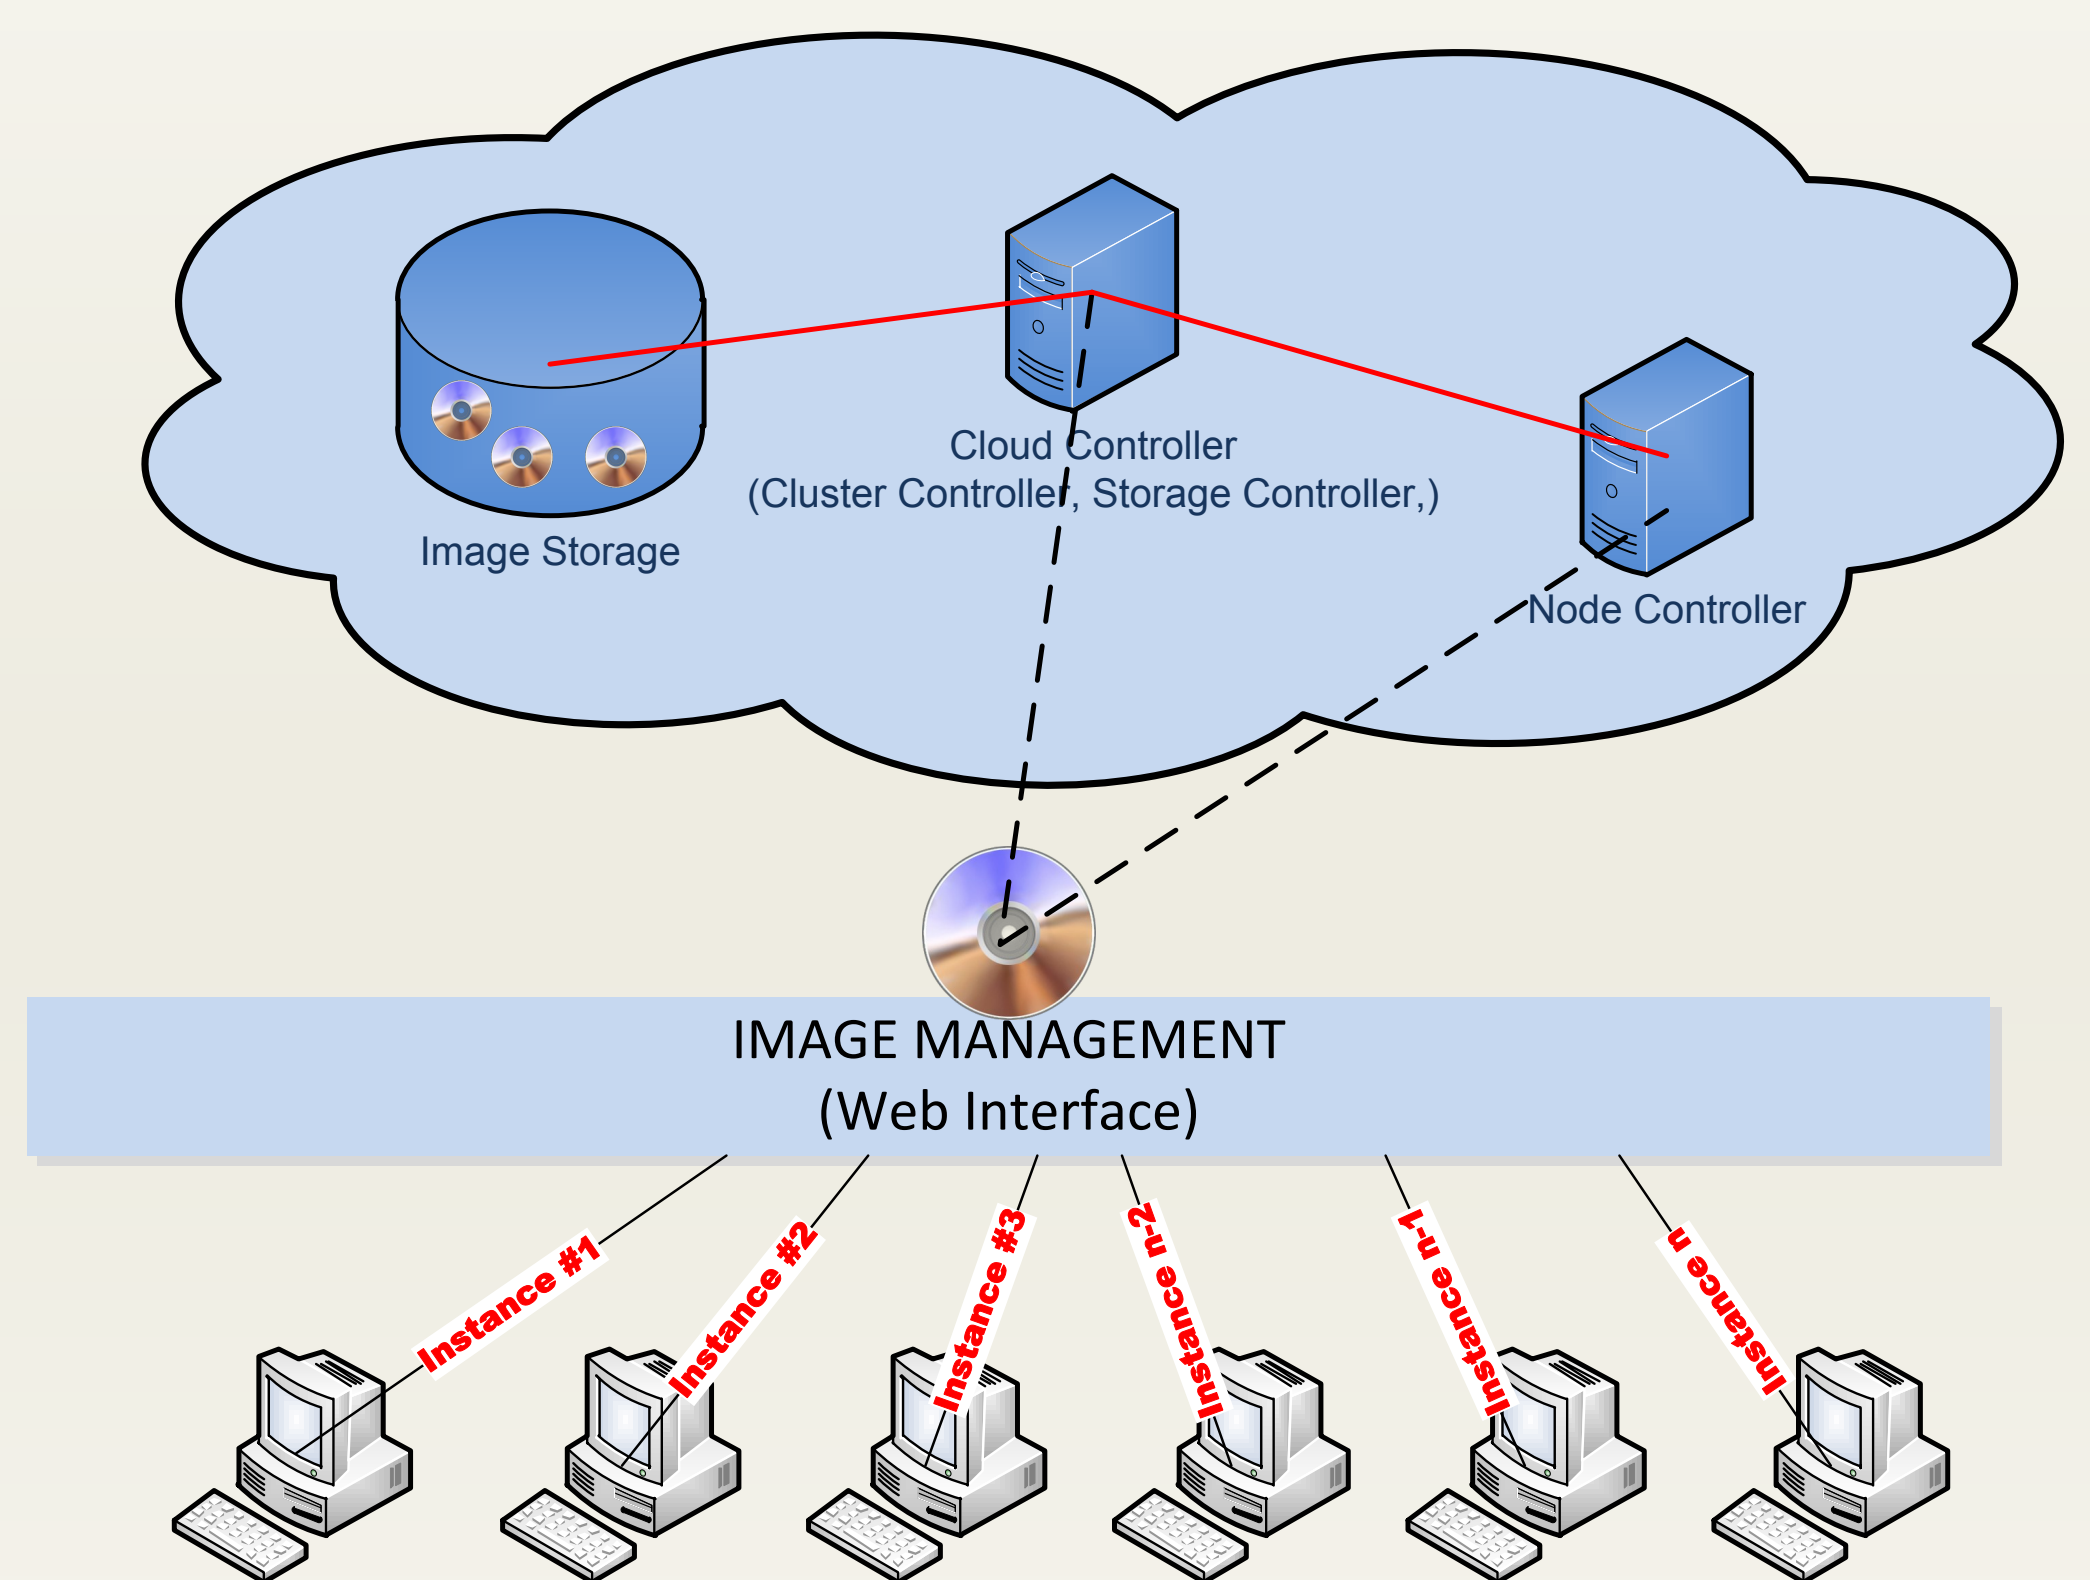 Cloud Controller
(Cluster Controller, Storage Controller,)
Image Storage
Node Controller
IMAGE MANAGEMENT
(Web Interface)
Instance #1
Instance #2
Instance #3
Instance n-2
Instance n-1
Instance n